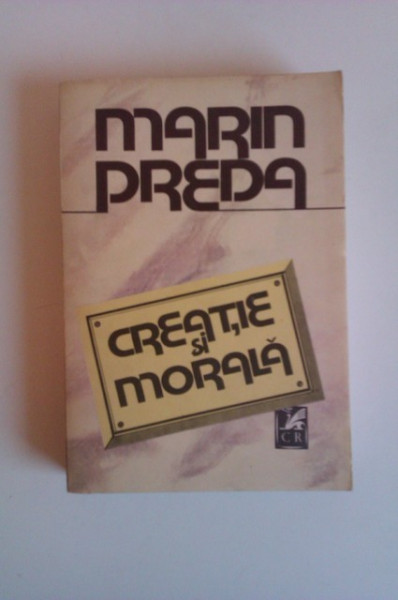 MARIN
PREDA
CREAȚIE
și
MORALĂ
CR